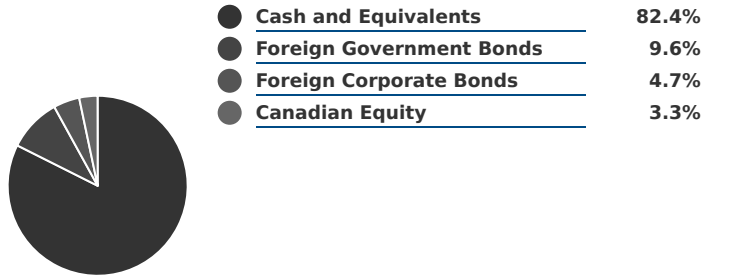 Cash and Equivalents 82.4%
Foreign Government Bonds 9.6%
Foreign Corporate Bonds 4.7%
Canadian Equity 3.3%